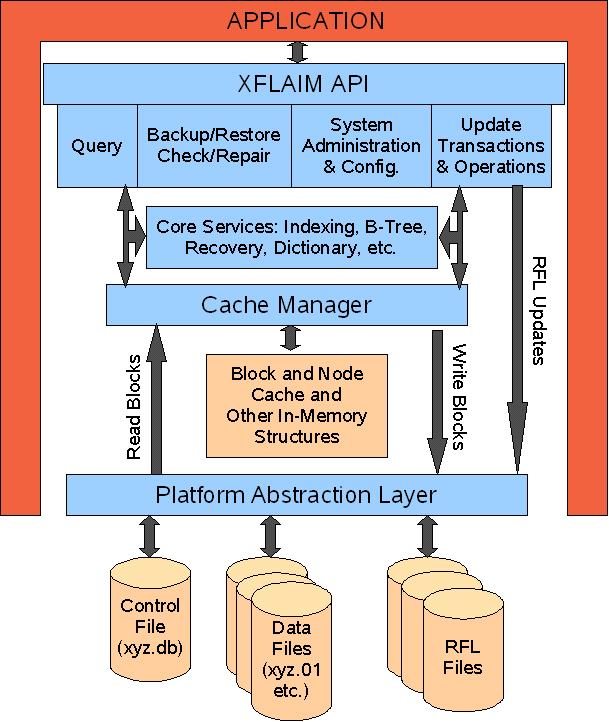 APPLICATION
XFLAIM API
Query
Backup/Restore
Check/Repair
System
Administration
& Config.
Update
Transactions
& Operations
Core Services: Indexing, B-Tree,
Recovery, Dictionary, etc.
RFL Updates
Cache Manager
Read Blocks
Block and Node
Cache and
Other In-Memory
Structures
Write Blocks
Platform Abstraction Layer
Control
File
(xyz.db)
Data
Files
(xyz.01
etc.)
RFL
Files